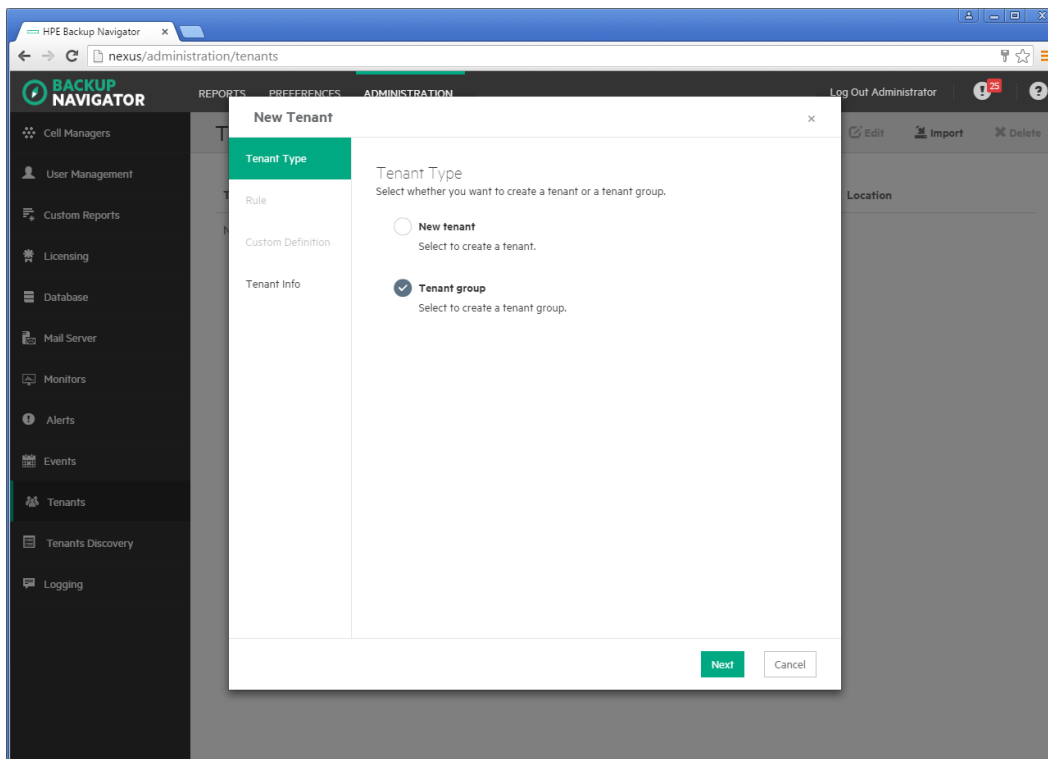 HPE Backup Navigator
nexus/administration/tenants
BACKUP
NAVIGATOR
REPORTS PREFERENCES ADMINISTRATION
Log Out Administrator
25
?
Cell Managers
User Management
Custom Reports
Licensing
Database
Mail Server
Monitors
Alerts
Events
Tenants
Tenants Discovery
Logging
Edit Import Delete
Location
New Tenant
Tenant Type
Rule
Custom Definition
Tenant Info
Tenant Type
Select whether you want to create a tenant or a tenant group.
New tenant
Select to create a tenant.
Tenant group
Select to create a tenant group.
Next Cancel